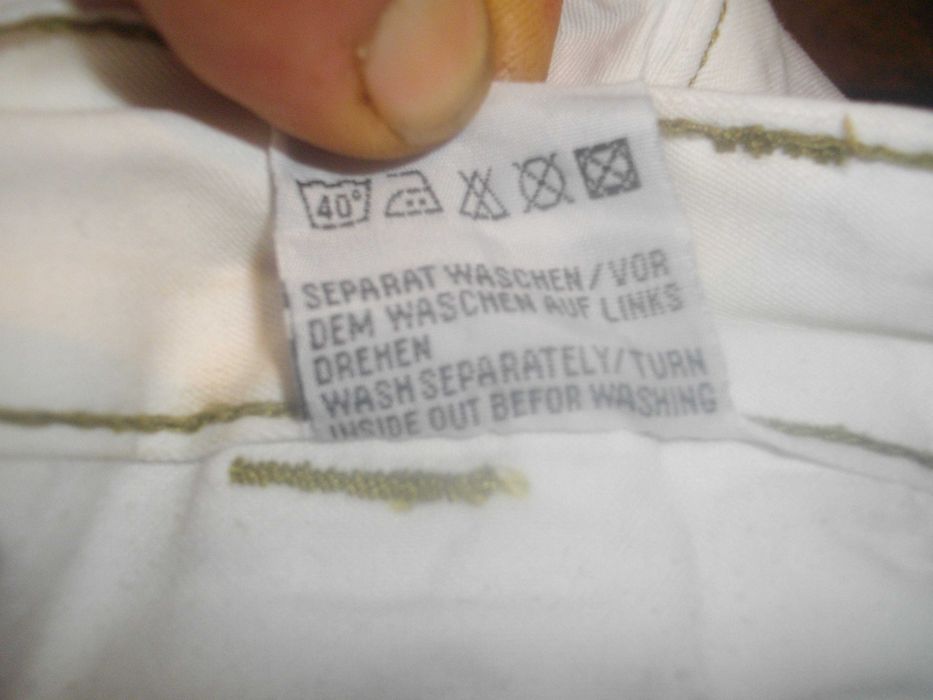 40°
SEPARAT WASCHEN/VOR
DEM WASCHEN AUF LINKS
DREHEN
WASH SEPARATELY/TURN
INSIDE OUT BEFOR WASHING